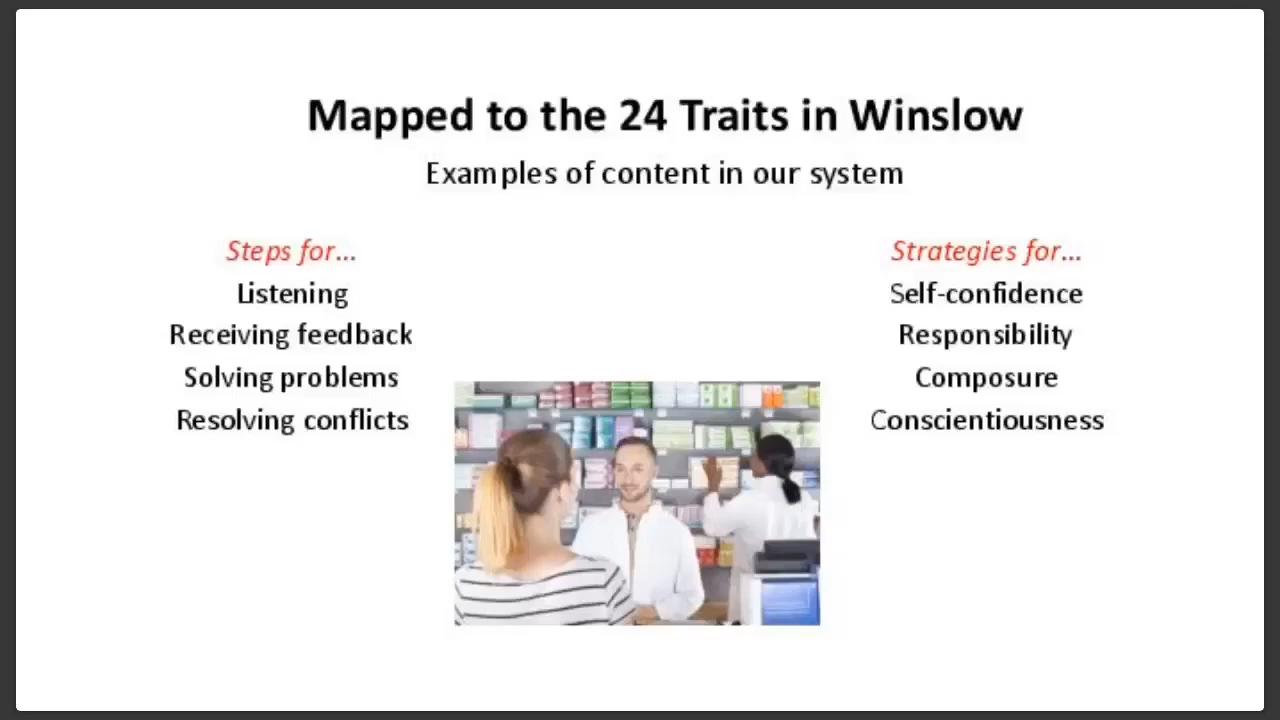 Mapped to the 24 Traits in Winslow
Examples of content in our system
Steps for...
Listening
Receiving feedback
Solving problems
Resolving conflicts
Strategies for...
Self-confidence
Responsibility
Composure
Conscientiousness